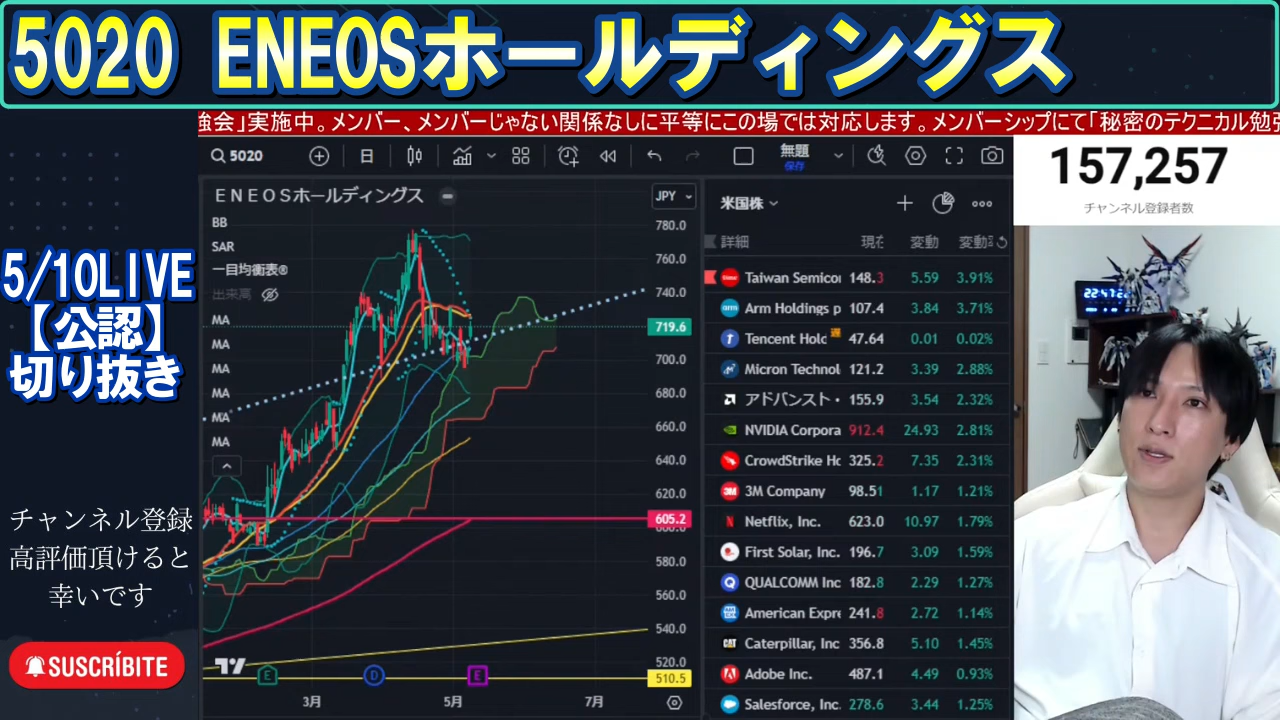 5020 ENEOSホールディングス
強会」実施中。メンバー、メンバーじゃない関係なしに平等にこの場では対応します。メンバーシップにて「秘密のテクニカル勉強
5/10LIVE
【公認】
切り抜き
チャンネル登録
高評価頂けると
幸いです
SUSCRÍBITE
5020
日
無題
保存
ENEOSホールディングス
JPY
BB
SAR
一目均衡表®
出来高
MA
MA
MA
MA
MA
MA
780.0
760.0
740.0
719.6
700.0
680.0
660.0
640.0
620.0
605.2
580.0
560.0
540.0
520.0
510.5
E
D
E
3月
5月
7月
米国株
詳細
現在
変動
Taiwan Semicon
148.3
5.59
3.91%
arm
Arm Holdings p
107.4
3.84
3.71%
Tencent Holc
47.64
0.01
0.02%
Micron Technol
121.2
3.39
2.88%
アドバンスト・
155.9
3.54
2.32%
NVIDIA Corpora
912.4
24.93
2.81%
CrowdStrike Ho
325.2
7.35
2.31%
3M
3M Company
98.51
1.17
1.21%
Netflix, Inc.
623.0
10.97
1.79%
First Solar, Inc.
196.7
3.09
1.59%
QUALCOMM Inc
182.8
2.29
1.27%
American Expre
241.8
2.72
1.14%
CAT
Caterpillar, Inc
356.8
5.10
1.45%
Adobe Inc.
487.1
4.49
0.93%
Salesforce, Inc.
278.6
3.44
1.25%
157,257
チャンネル登録者数